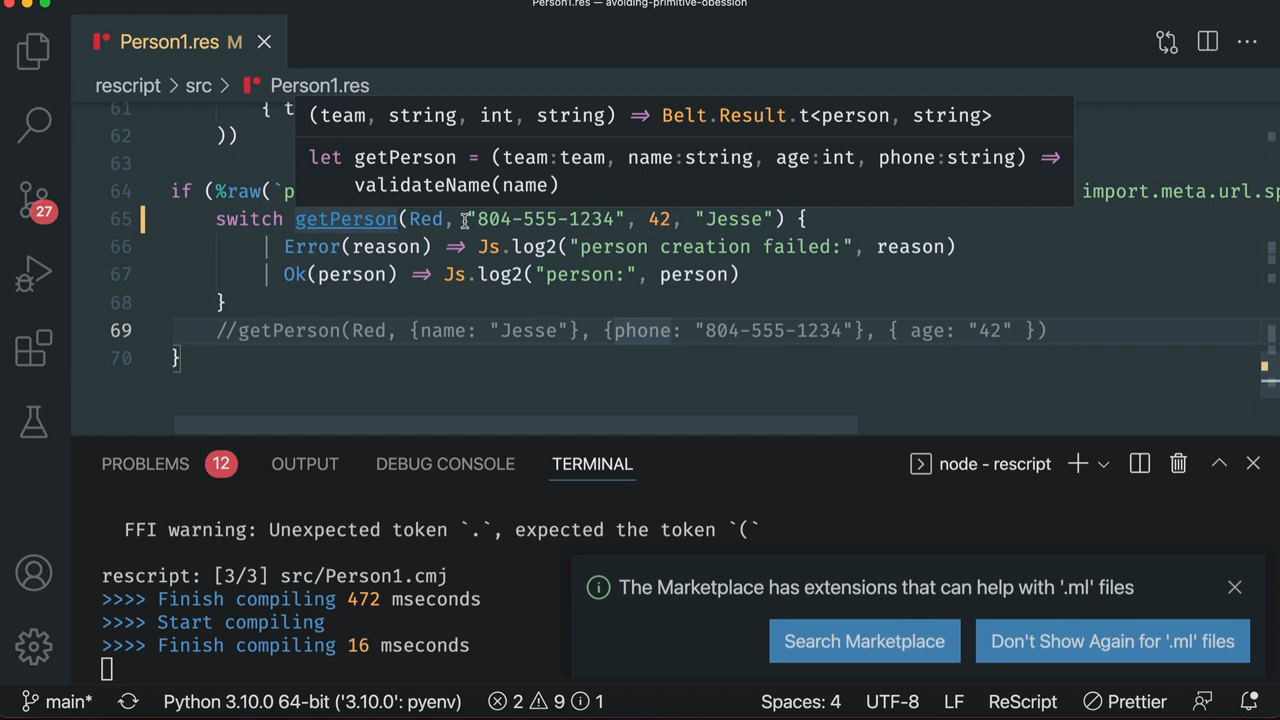 Person1.res — avoiding-primitive-obession
Person1.res M
rescript > src > Person1.res
61 { t
(team, string, int, string) => Belt.Result.t<person, string>
62 ))
63 let getPerson = (team:team, name:string, age:int, phone:string) =>
validateName(name)
64 if (%raw(`p import.meta.url.sp
65 switch getPerson(Red, "804-555-1234", 42, "Jesse") {
66 | Error(reason) => Js.log2("person creation failed:", reason)
67 | Ok(person) => Js.log2("person:", person)
68 }
69 //getPerson(Red, {name: "Jesse"}, {phone: "804-555-1234"}, { age: "42" })
70 }
27
PROBLEMS 12 OUTPUT DEBUG CONSOLE TERMINAL node - rescript
FFI warning: Unexpected token `.`, expected the token `(`
rescript: [3/3] src/Person1.cmj
>>>> Finish compiling 472 mseconds
>>>> Start compiling
>>>> Finish compiling 16 mseconds
The Marketplace has extensions that can help with '.ml' files
Search Marketplace Don't Show Again for '.ml' files
main* Python 3.10.0 64-bit ('3.10.0': pyenv) 2 9 1 Spaces: 4 UTF-8 LF ReScript Prettier